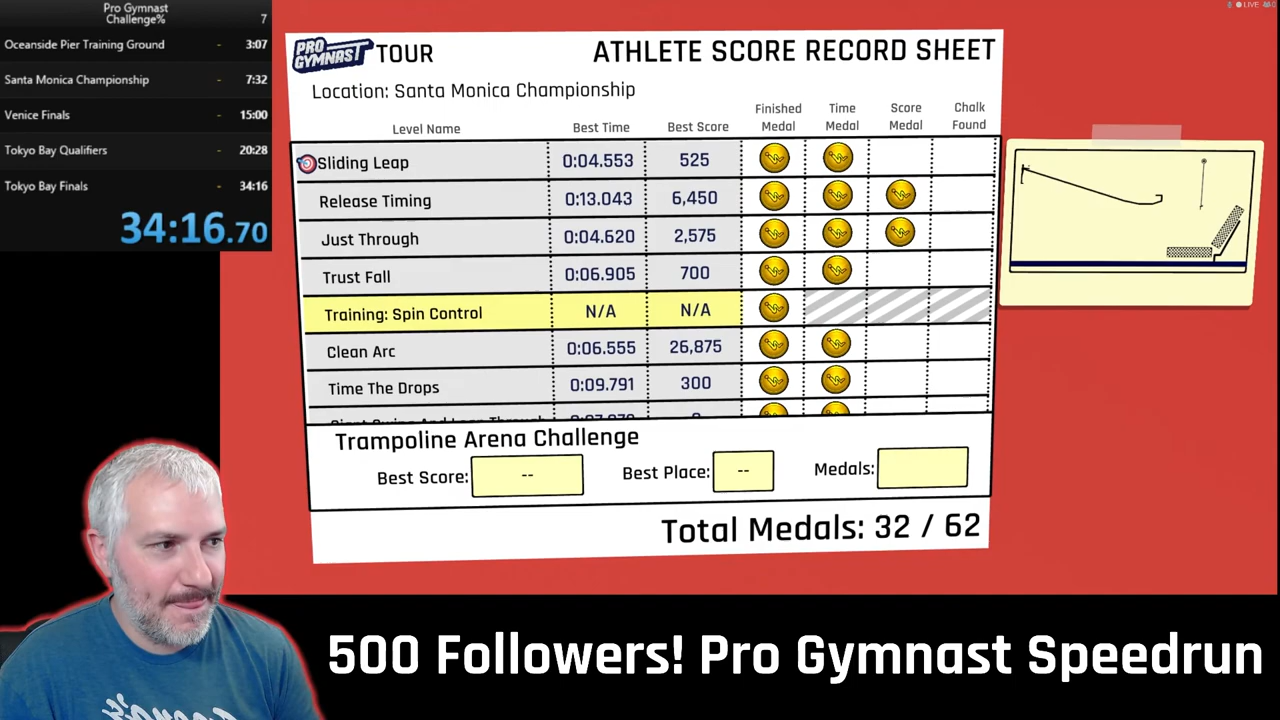 Pro Gymnast
Challenge%
7
Oceanside Pier Training Ground - 3:07
Santa Monica Championship - 7:32
Venice Finals - 15:00
Tokyo Bay Qualifiers - 20:28
Tokyo Bay Finals - 34:16
34:16.70
LIVE
PRO GYMNAST TOUR
ATHLETE SCORE RECORD SHEET
Location: Santa Monica Championship
Level Name Best Time Best Score Finished Medal Time Medal Score Medal Chalk Found
Sliding Leap 0:04.553 525
Release Timing 0:13.043 6,450
Just Through 0:04.620 2,575
Trust Fall 0:06.905 700
Training: Spin Control N/A N/A
Clean Arc 0:06.555 26,875
Time The Drops 0:09.791 300
Trampoline Arena Challenge
Best Score: -- Best Place: -- Medals:
Total Medals: 32 / 62
500 Followers! Pro Gymnast Speedrun